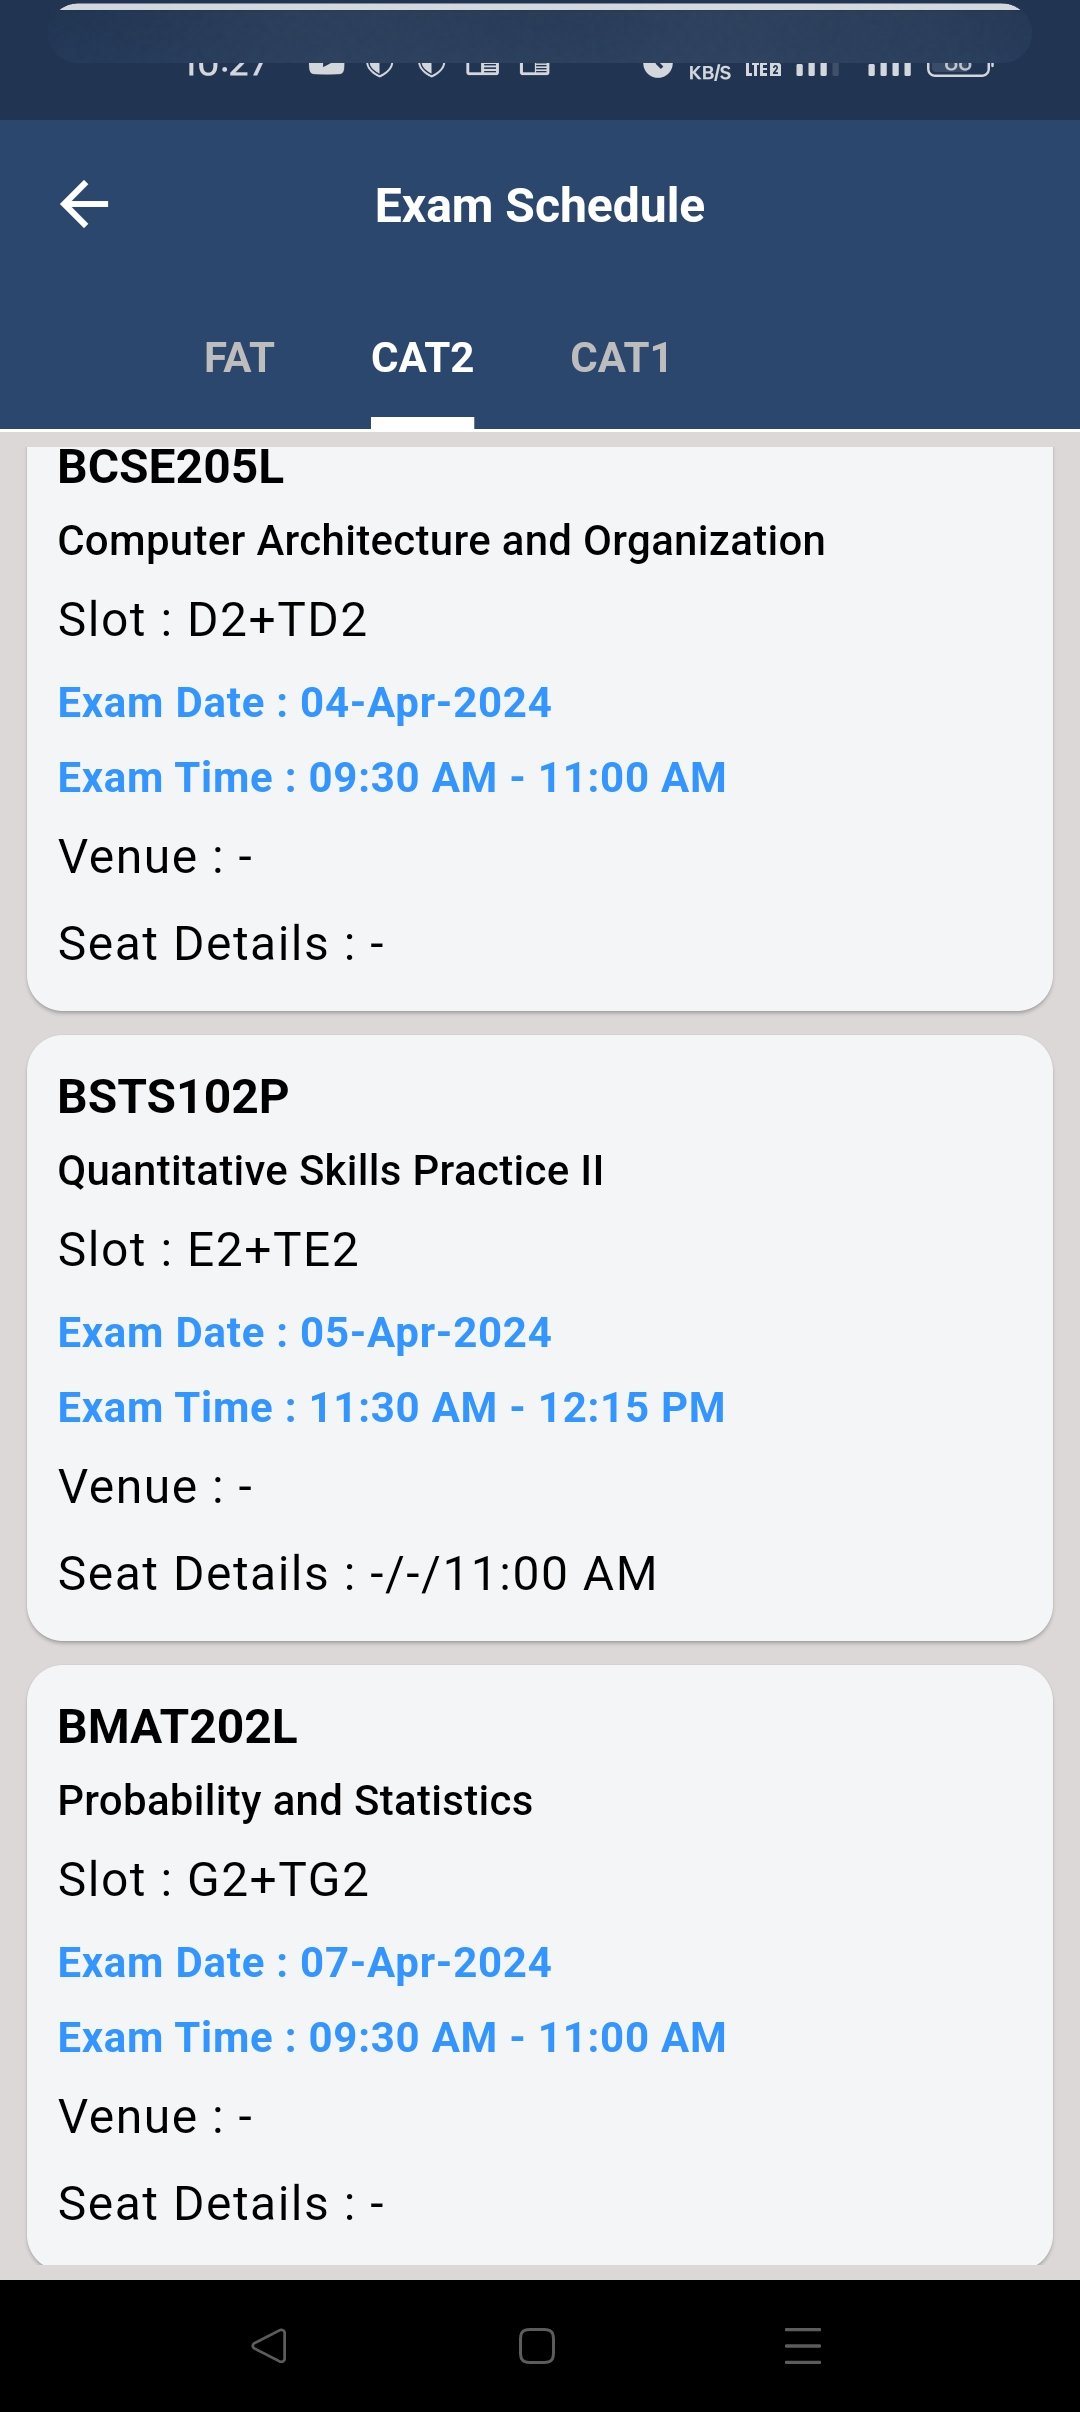 10:27
KB/S LTE 2
Exam Schedule
FAT CAT2 CAT1
BCSE205L
Computer Architecture and Organization
Slot : D2+TD2
Exam Date : 04-Apr-2024
Exam Time : 09:30 AM - 11:00 AM
Venue : -
Seat Details : -
BSTS102P
Quantitative Skills Practice II
Slot : E2+TE2
Exam Date : 05-Apr-2024
Exam Time : 11:30 AM - 12:15 PM
Venue : -
Seat Details : -/-/11:00 AM
BMAT202L
Probability and Statistics
Slot : G2+TG2
Exam Date : 07-Apr-2024
Exam Time : 09:30 AM - 11:00 AM
Venue : -
Seat Details : -